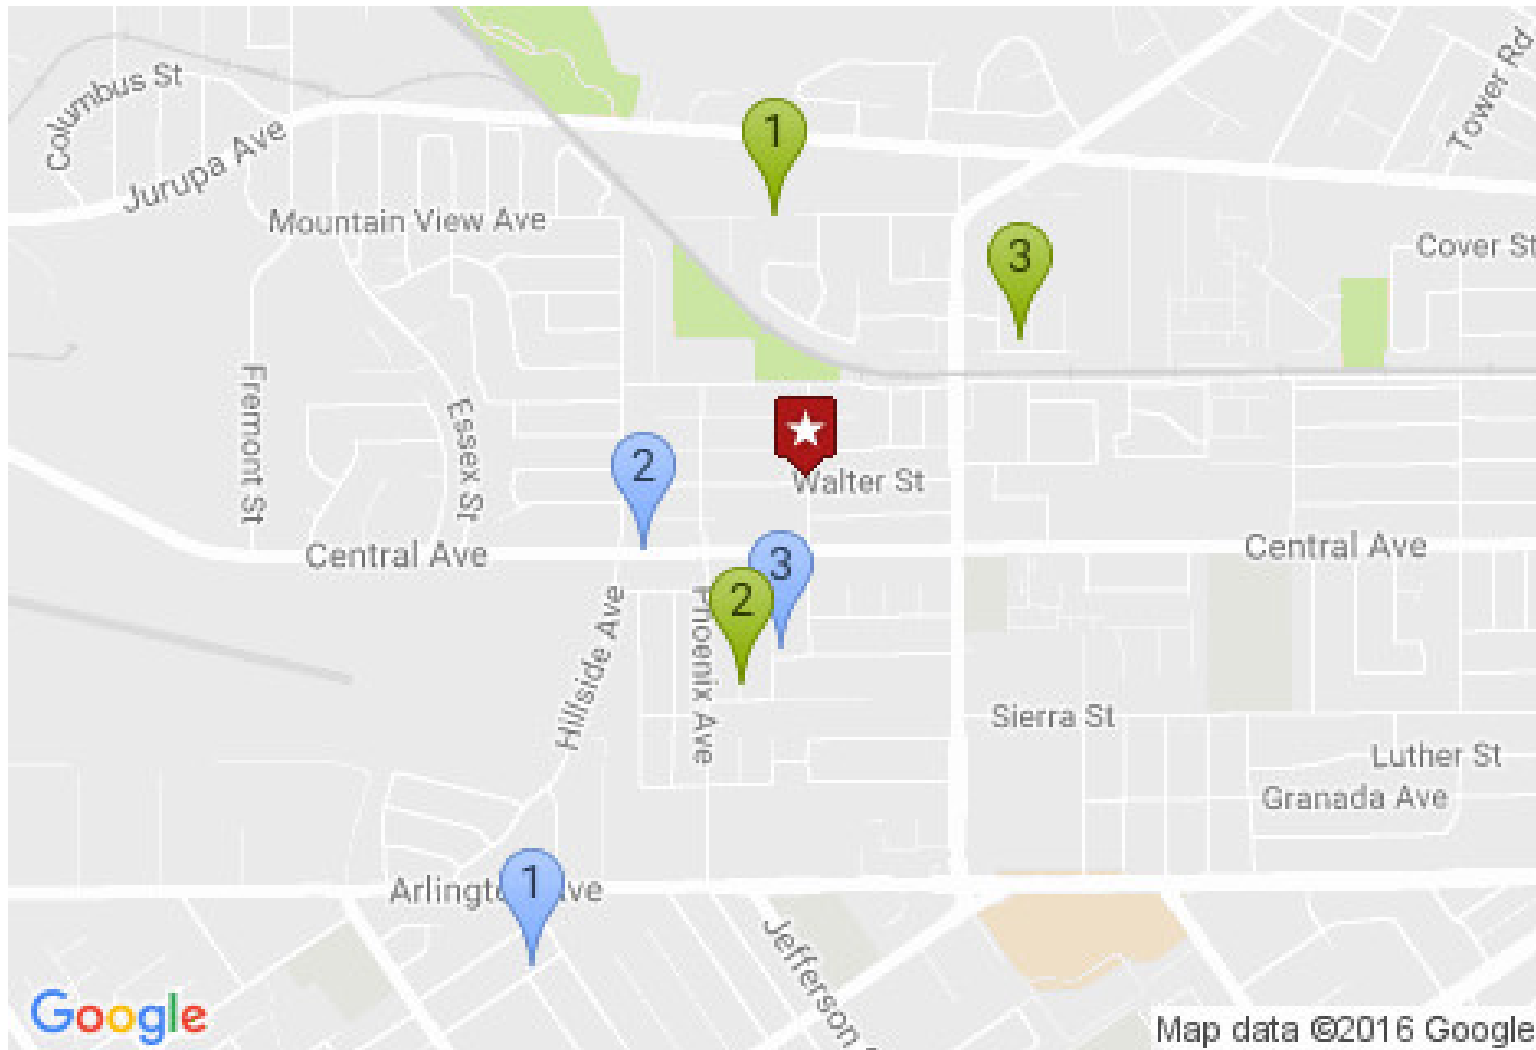 Tower Rd
Columbus St
1
Jurupa Ave
Mountain View Ave
Cover St
3
Fremont St
Essex St
2
Walter St
Central Ave
Central Ave
3
2
Hillside Ave
Phoenix Ave
Sierra St
Luther St
Granada Ave
1
Arlingt ve
Jefferson
Google
Map data ©2016 Google